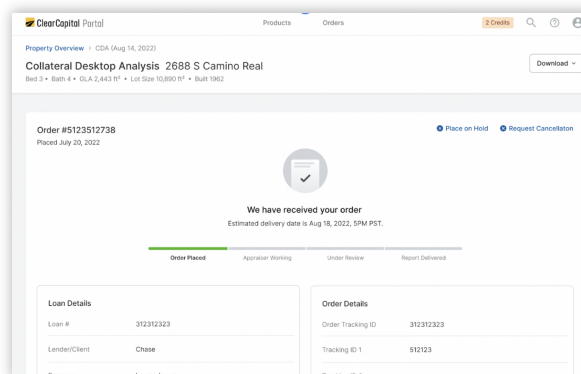 ClearCapital Portal
Products
Orders
2 Credits
Property Overview › CDA (Aug 14, 2022)
Collateral Desktop Analysis 2688 S Camino Real
Bed 3 • Bath 4 • GLA 2,443 ft² • Lot Size 10,890 ft² • Built 1962
Download
Order #5123512738
Placed July 20, 2022
Place on Hold
Request Cancellaton
We have received your order
Estimated delivery date is Aug 18, 2022, 5PM PST.
Order Placed
Appraiser Working
Under Review
Report Delivered
Loan Details
Loan # 312312323
Lender/Client Chase
Order Details
Order Tracking ID 312312323
Tracking ID 1 512123